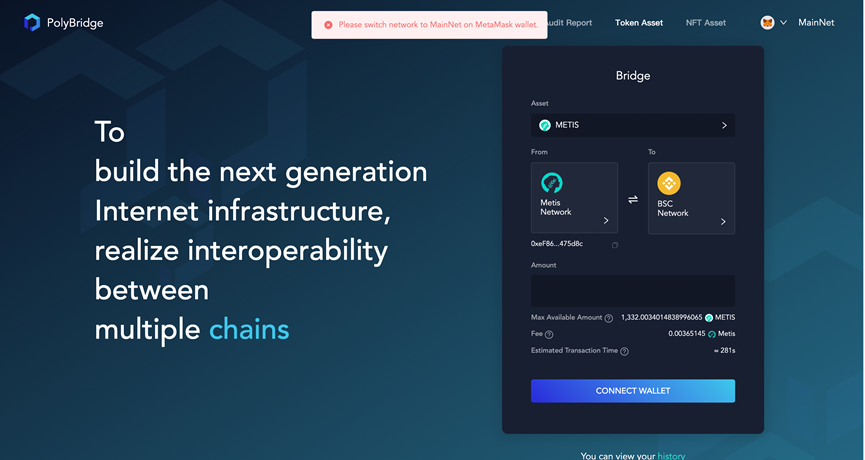 PolyBridge
Please switch network to MainNet on MetaMask wallet.
udit Report
Token Asset
NFT Asset
MainNet
To
build the next generation
Internet infrastructure,
realize interoperability
between
multiple chains
Bridge
Asset
METIS
From
To
Metis
Network
BSC
Network
0xeF86...475d8c
Amount
Max Available Amount ? 1,332.0034014838996065 METIS
Fee ? 0.00365145 Metis
Estimated Transaction Time ? ≈ 281s
CONNECT WALLET
You can view your history